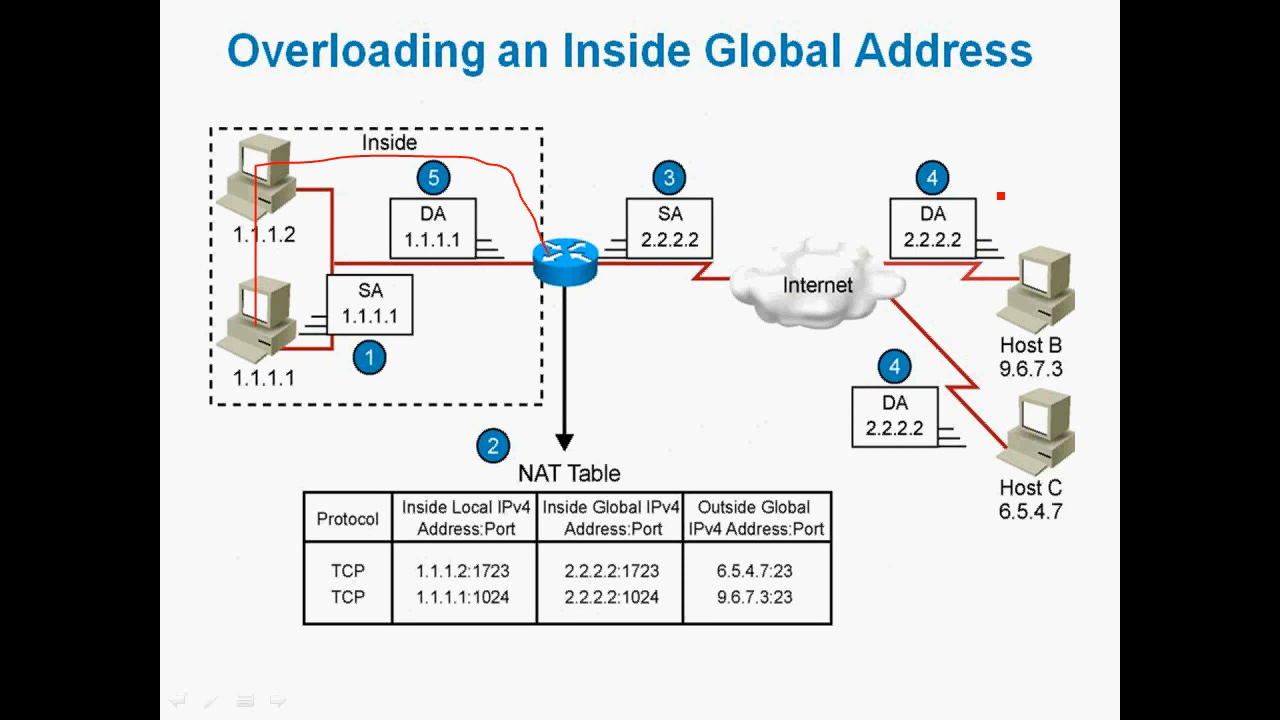 Overloading an Inside Global Address
Inside
5
3
4
DA
1.1.1.1
SA
2.2.2.2
DA
2.2.2.2
1.1.1.2
SA
1.1.1.1
Internet
1
1.1.1.1
Host B
9.6.7.3
4
DA
2.2.2.2
2
NAT Table
Host C
6.5.4.7
Protocol
Inside Local IPv4
Address:Port
Inside Global IPv4
Address:Port
Outside Global
IPv4 Address:Port
TCP 1.1.1.2:1723 2.2.2.2:1723 6.5.4.7:23
TCP 1.1.1.1:1024 2.2.2.2:1024 9.6.7.3:23